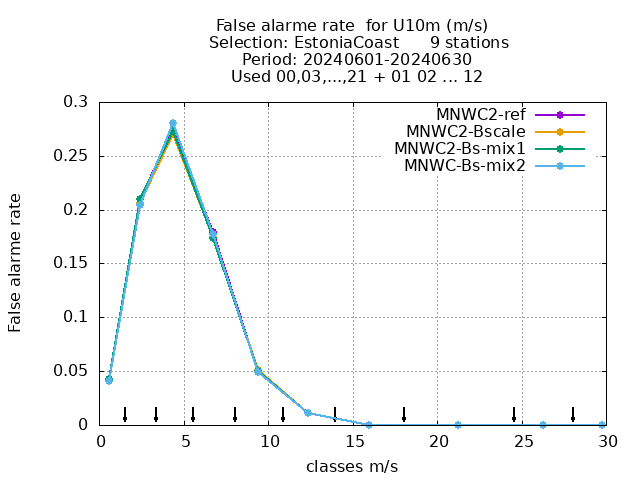 False alarme rate  for U10m (m/s)
Selection: EstoniaCoast      9 stations
Period: 20240601-20240630
Used 00,03,...,21 + 01 02 ... 12
MNWC2-ref
MNWC2-Bscale
MNWC2-Bs-mix1
MNWC-Bs-mix2
False alarme rate
0.3
0.25
0.2
0.15
0.1
0.05
0
0 5 10 15 20 25 30
classes m/s